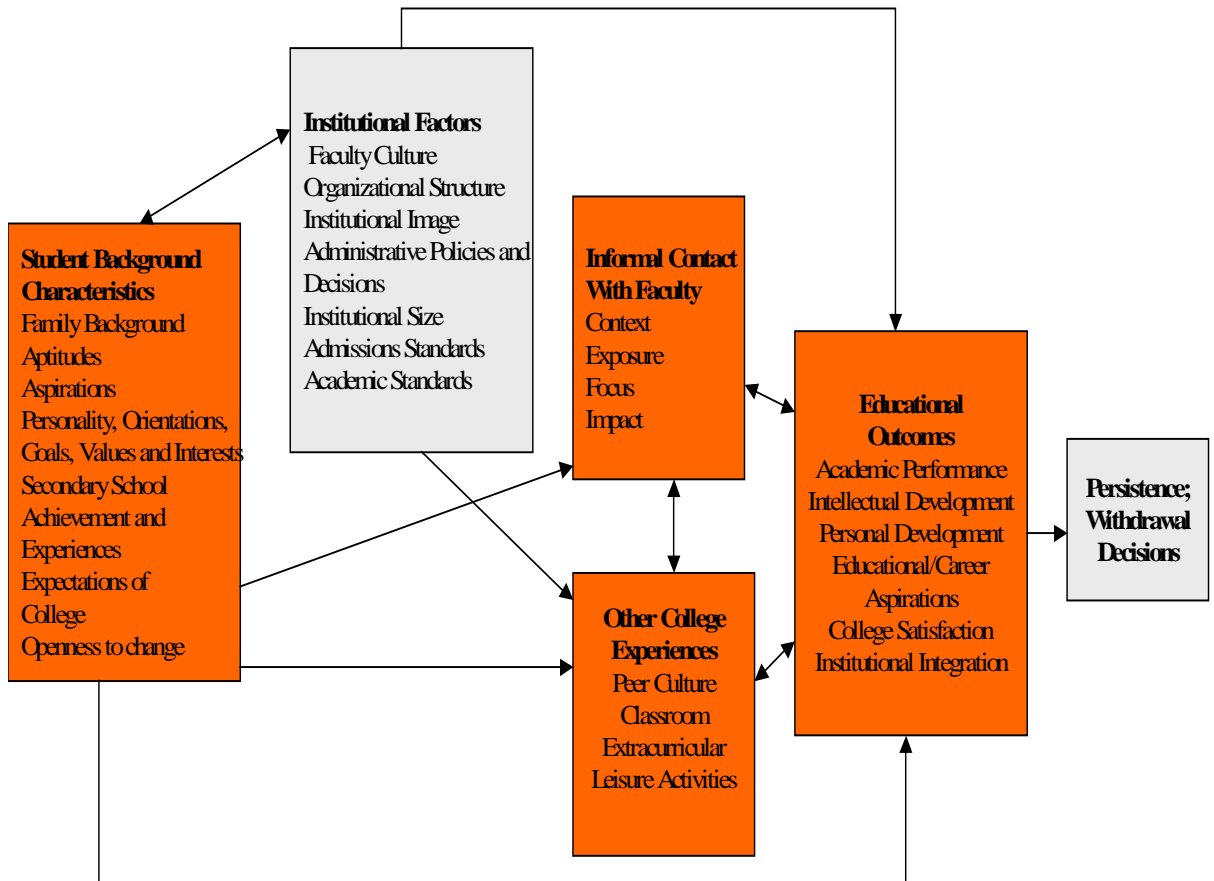 Institutional Factors
Faculty Culture
Organizational Structure
Institutional Image
Administrative Policies and
Decisions
Institutional Size
Admissions Standards
Academic Standards
Student Background
Characteristics
Family Background
Aptitudes
Aspirations
Personality, Orientations,
Goals, Values and Interests
Secondary School
Achievement and
Experiences
Expectations of
College
Openness to change
Informal Contact
With Faculty
Context
Exposure
Focus
Impact
Other College
Experiences
Peer Culture
Classroom
Extracurricular
Leisure Activities
Educational
Outcomes
Academic Performance
Intellectual Development
Personal Development
Educational/Career
Aspirations
College Satisfaction
Institutional Integration
Persistence;
Withdrawal
Decisions